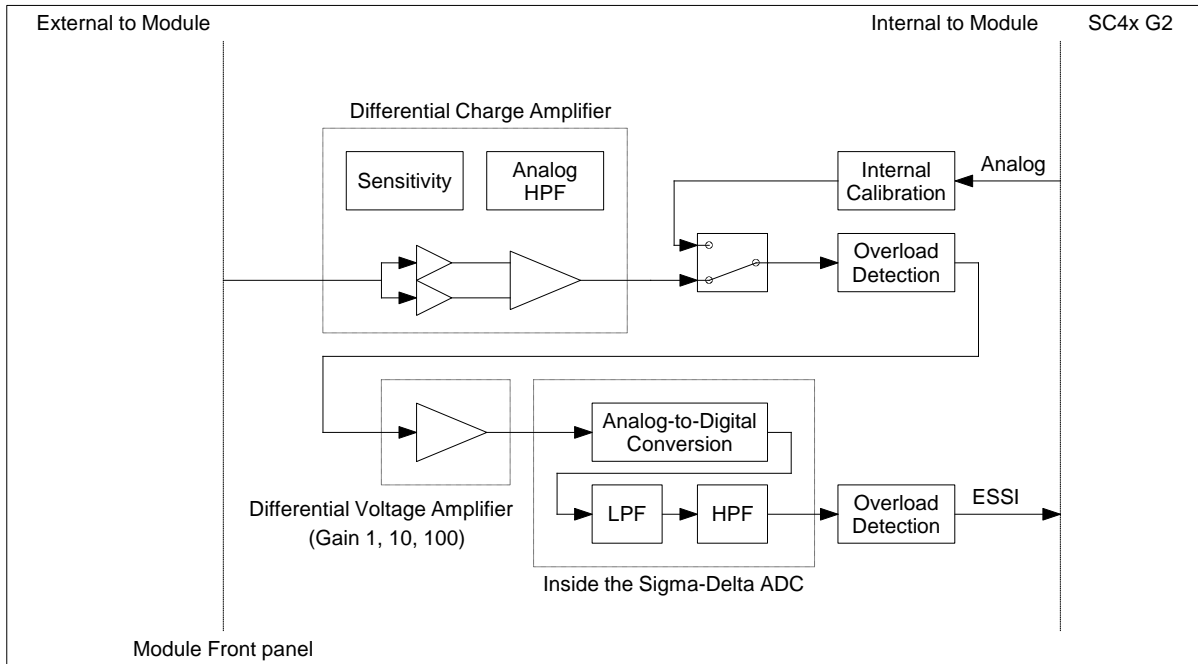 External to Module
Internal to Module
SC4x G2
Differential Charge Amplifier
Sensitivity
Analog
HPF
Internal
Calibration
Analog
Overload
Detection
Analog-to-Digital
Conversion
Differential Voltage Amplifier
(Gain 1, 10, 100)
LPF
HPF
Overload
Detection
ESSI
Inside the Sigma-Delta ADC
Module Front panel